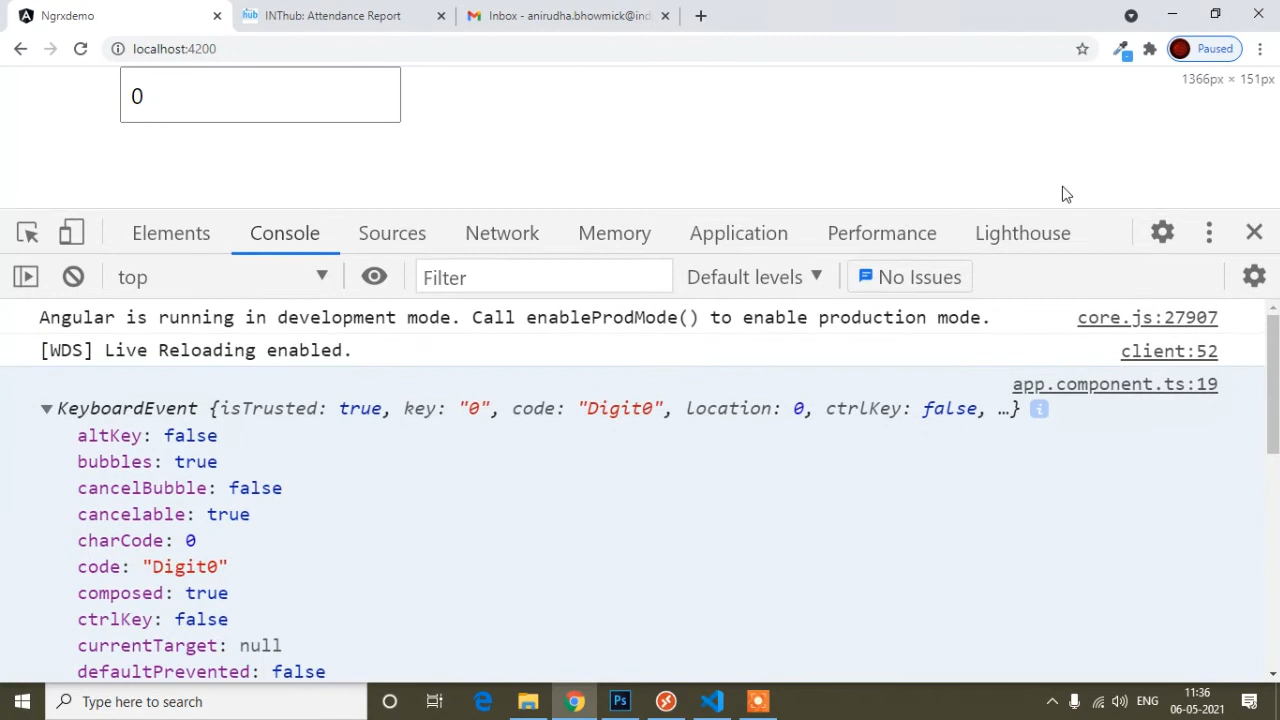 Ngrxdemo
INThub: Attendance Report
Inbox - anirudha.bhowmick@ind
localhost:4200
Paused
1366px × 151px
0
Elements
Console
Sources
Network
Memory
Application
Performance
Lighthouse
top
Filter
Default levels
No Issues
Angular is running in development mode. Call enableProdMode() to enable production mode. core.js:27907
[WDS] Live Reloading enabled. client:52
app.component.ts:19
KeyboardEvent {isTrusted: true, key: "0", code: "Digit0", location: 0, ctrlKey: false, …}
altKey: false
bubbles: true
cancelBubble: false
cancelable: true
charCode: 0
code: "Digit0"
composed: true
ctrlKey: false
currentTarget: null
defaultPrevented: false
Type here to search
Ps
ENG
11:36
06-05-2021